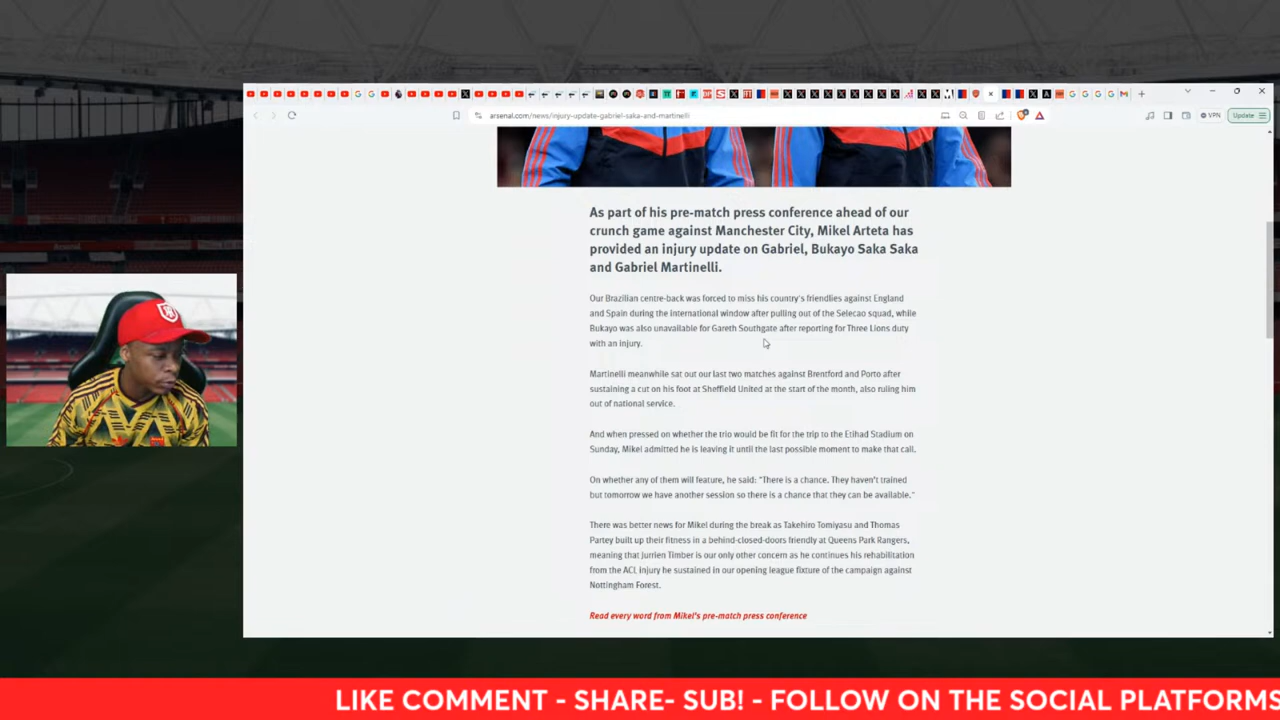 VPN
Update
arsenal.com/news/injury-update-gabriel-saka-and-martinelli
As part of his pre-match press conference ahead of our
crunch game against Manchester City, Mikel Arteta has
provided an injury update on Gabriel, Bukayo Saka Saka
and Gabriel Martinelli.
Our Brazilian centre-back was forced to miss his country's friendlies against England
and Spain during the international window after pulling out of the Selecao squad, while
Bukayo was also unavailable for Gareth Southgate after reporting for Three Lions duty
with an injury.
Martinelli meanwhile sat out our last two matches against Brentford and Porto after
sustaining a cut on his foot at Sheffield United at the start of the month, also ruling him
out of national service.
And when pressed on whether the trio would be fit for the trip to the Etihad Stadium on
Sunday, Mikel admitted he is leaving it until the last possible moment to make that call.
On whether any of them will feature, he said: “There is a chance. They haven't trained
but tomorrow we have another session so there is a chance that they can be available.”
There was better news for Mikel during the break as Takehiro Tomiyasu and Thomas
Partey built up their fitness in a behind-closed-doors friendly at Queens Park Rangers,
meaning that Jurrien Timber is our only other concern as he continues his rehabilitation
from the ACL injury he sustained in our opening league fixture of the campaign against
Nottingham Forest.
Read every word from Mikel's pre-match press conference
LIKE COMMENT - SHARE- SUB! - FOLLOW ON THE SOCIAL PLATFORMS